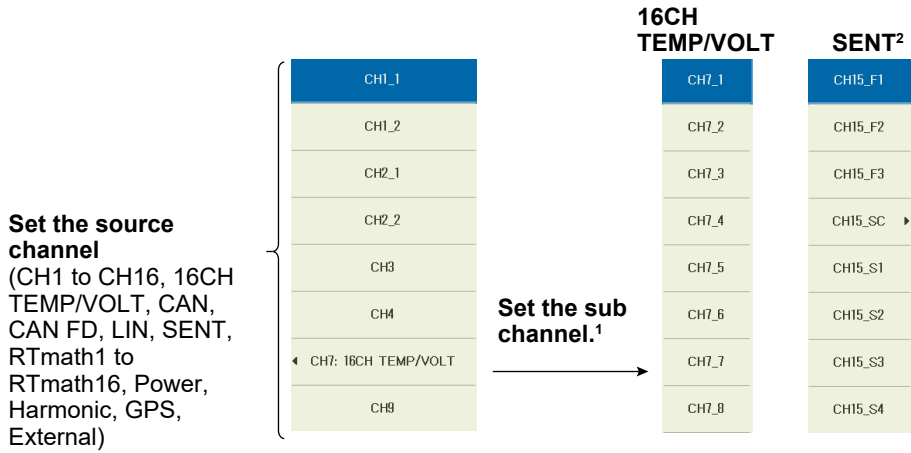 16CH
TEMP/VOLT
SENT²
Set the source
channel
(CH1 to CH16, 16CH
TEMP/VOLT, CAN,
CAN FD, LIN, SENT,
RTmath1 to
RTmath16, Power,
Harmonic, GPS,
External)
CH1_1
CH1_2
CH2_1
CH2_2
CH3
CH4
CH7: 16CH TEMP/VOLT
CH9
Set the sub
channel.¹
CH7_1
CH7_2
CH7_3
CH7_4
CH7_5
CH7_6
CH7_7
CH7_8
CH15_F1
CH15_F2
CH15_F3
CH15_SC
CH15_S1
CH15_S2
CH15_S3
CH15_S4